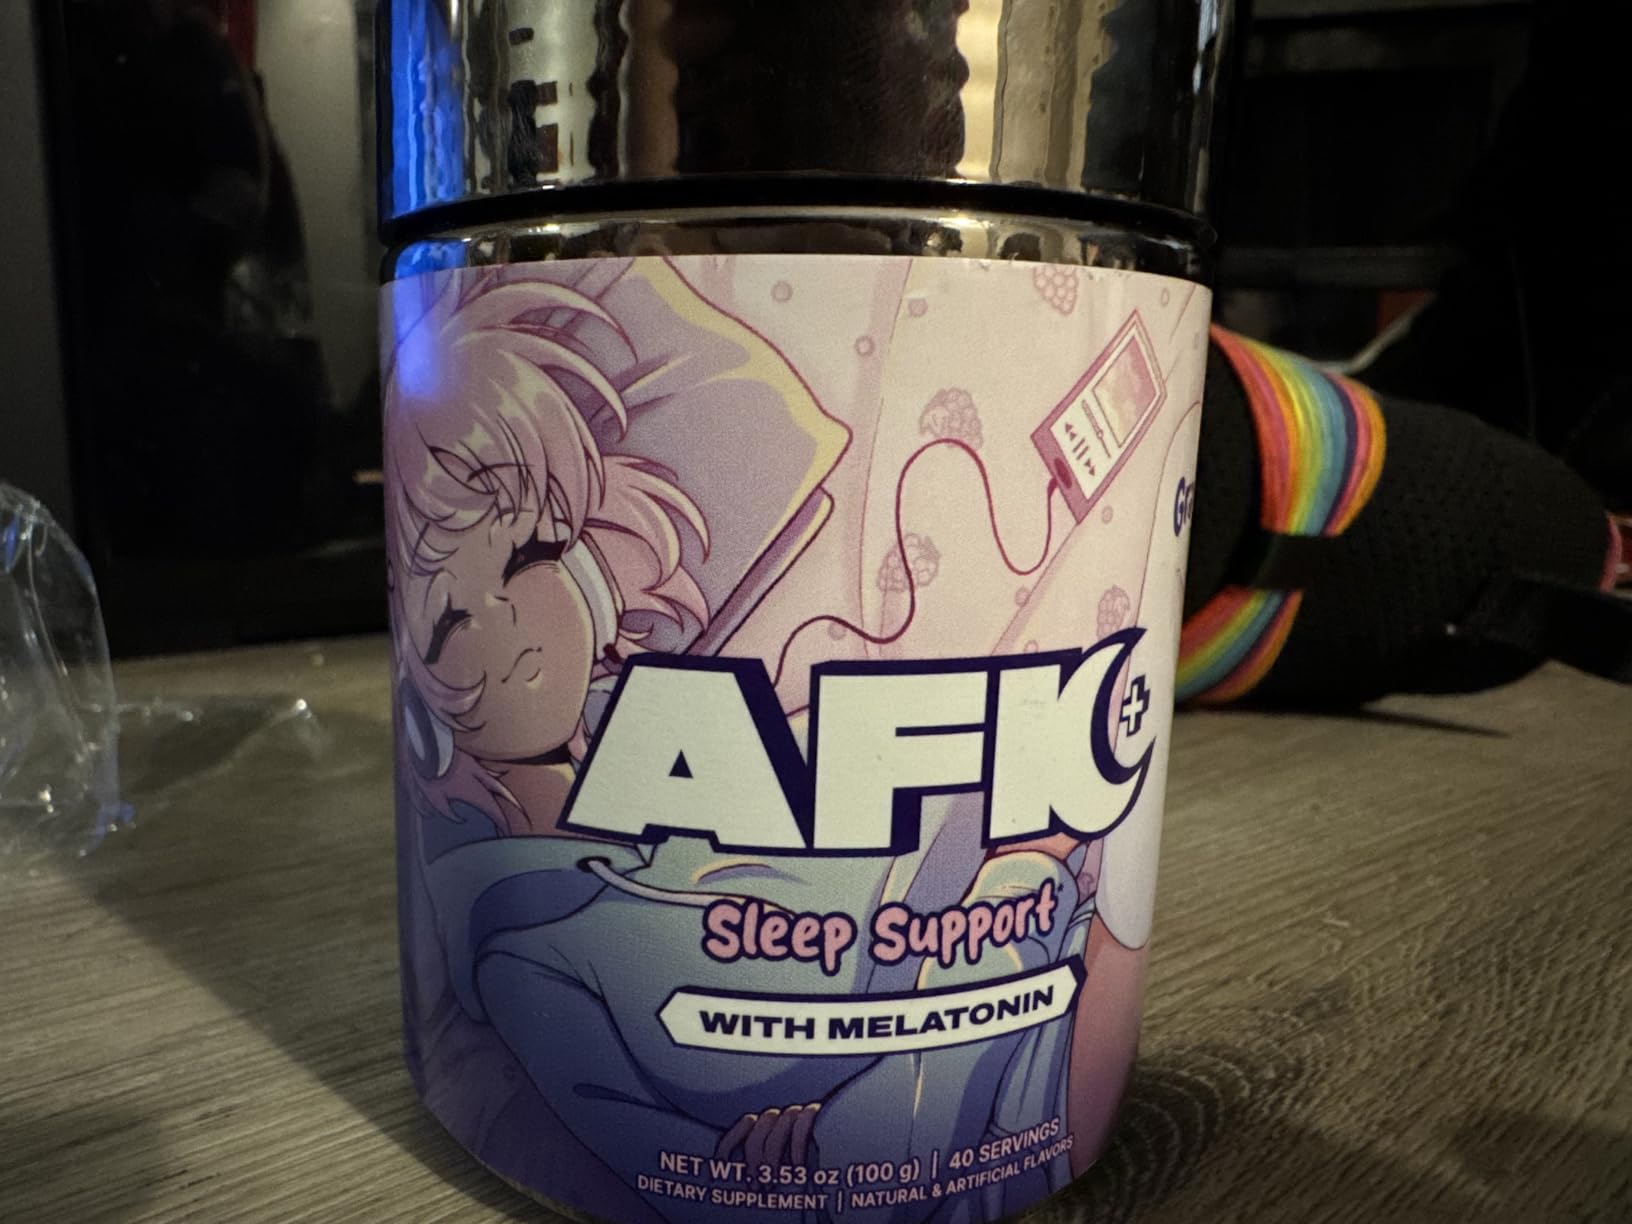 AFK+
Sleep Support*
WITH MELATONIN
NET WT. 3.53 oz (100 g) | 40 SERVINGS
DIETARY SUPPLEMENT | NATURAL & ARTIFICIAL FLAVORS